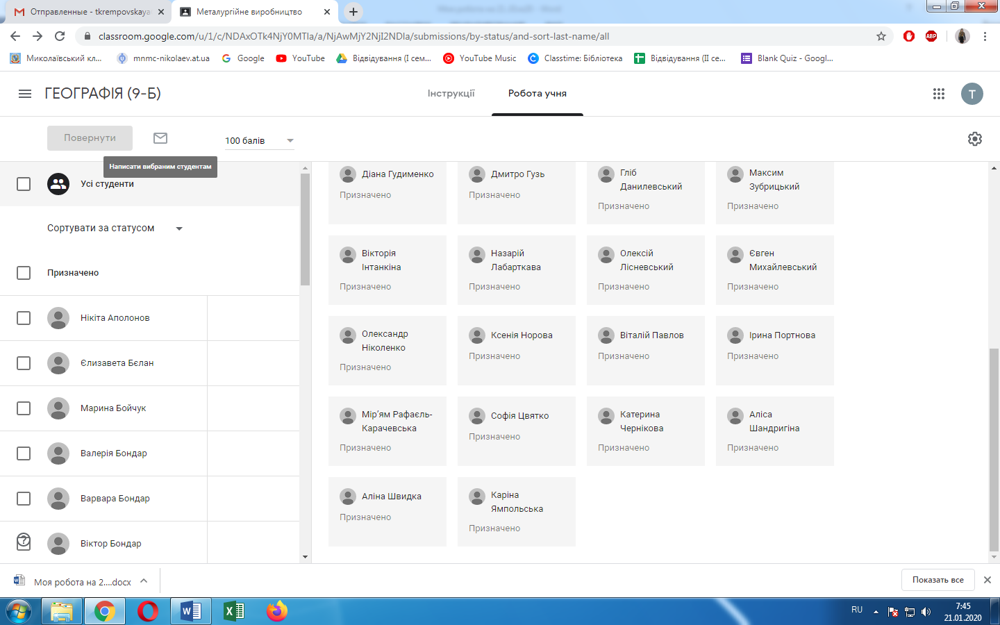 Отправленные - tkrempovskaya
Металургійне виробництво
classroom.google.com/u/1/c/NDAxOTk4NjY0MTIa/a/NjAwMjY2NjI2NDIa/submissions/by-status/and-sort-last-name/all
ABP
Миколаївський кл...
mnmc-nikolaev.at.ua
Google
YouTube
Відвідування (І сем...
YouTube Music
Classtime: Бібліотека
Відвідування (ІІ се...
Blank Quiz - Googl...
ГЕОГРАФІЯ (9-Б)
Інструкції
Робота учня
T
Повернути
100 балів
Написати вибраним студентам
Усі студенти
Сортувати за статусом
Призначено
Нікіта Аполонов
Єлизавета Бєлан
Марина Бойчук
Валерія Бондар
Варвара Бондар
Віктор Бондар
Діана Гудименко
Призначено
Дмитро Гузь
Призначено
Гліб
Данилевський
Призначено
Максим
Зубрицький
Призначено
Вікторія
Інтанкіна
Призначено
Назарій
Лабарткава
Призначено
Олексій
Лісневський
Призначено
Євген
Михайлевський
Призначено
Олександр
Ніколенко
Призначено
Ксенія Норова
Призначено
Віталій Павлов
Призначено
Ірина Портнова
Призначено
Мір’ям Рафаєль-
Карачевська
Призначено
Софія Цвятко
Призначено
Катерина
Чернікова
Призначено
Аліса
Шандригіна
Призначено
Аліна Швидка
Призначено
Каріна
Ямпольська
Призначено
Моя робота на 2....docx
Показать все
RU
7:45
21.01.2020